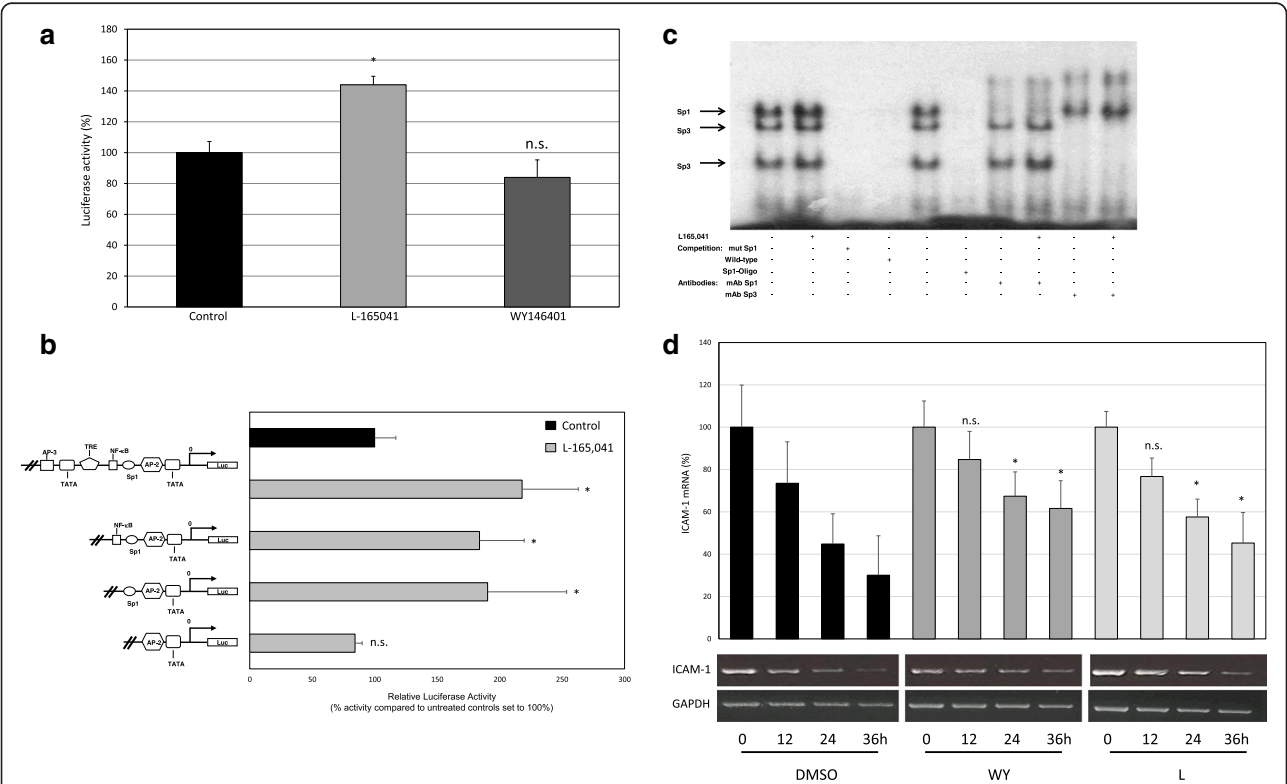 a
180
160
140
120
100
80
60
40
20
0
Luciferase activity (%)
*
n.s.
Control
L-165041
WY146401
b
Control
L-165,041
AP-3
TRE
NF-κB
0
AP-2
Luc
Sp1
TATA
TATA
*
NF-κB
0
AP-2
Luc
Sp1
TATA
*
0
AP-2
Luc
Sp1
TATA
*
0
AP-2
Luc
TATA
n.s.
0 50 100 150 200 250 300
Relative Luciferase Activity
(% activity compared to untreated controls set to 100%)
c
Sp1
Sp3
Sp3
L165,041 - + - - - - - + - +
Competition: mut Sp1 - - + - - - - - - -
Wild-type - - - + - - - - - -
Sp1-Oligo - - - - - + - - - -
Antibodies: mAb Sp1 - - - - - - + + - -
mAb Sp3 - - - - - - - - + +
d
140
120
100
80
60
40
20
0
ICAM-1 mRNA (%)
n.s.
*
*
n.s.
*
*
ICAM-1
GAPDH
0 12 24 36h 0 12 24 36h 0 12 24 36h
DMSO WY L